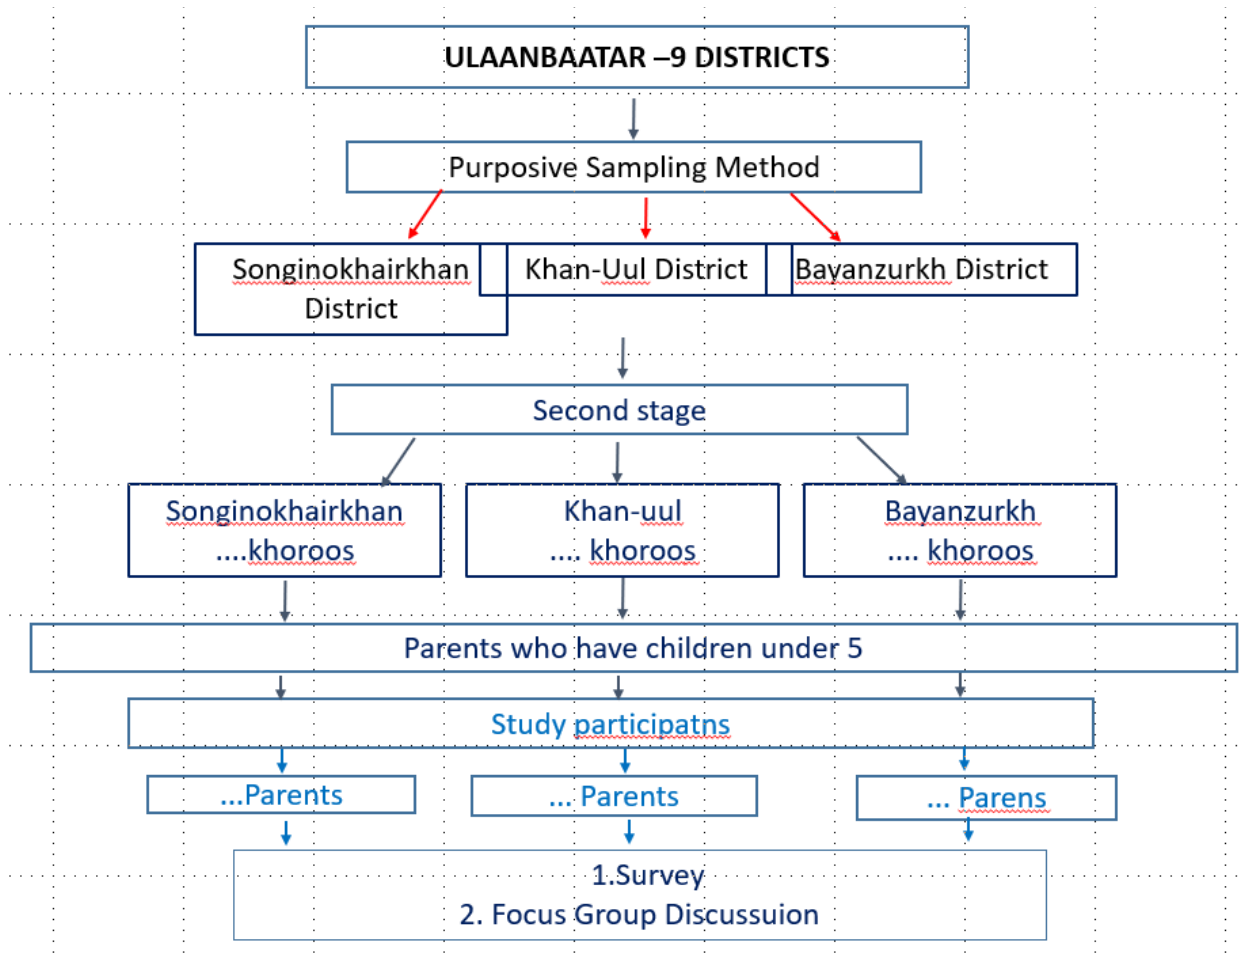 ULAANBAATAR –9 DISTRICTS
Purposive Sampling Method
Songinokhairkhan
District
Khan-Uul District
Bayanzurkh District
Second stage
Songinokhairkhan
....khoroos
Khan-uul
.... khoroos
Bayanzurkh
.... khoroos
Parents who have children under 5
Study participatns
...Parents
... Parents
... Parens
1.Survey
2. Focus Group Discussuion